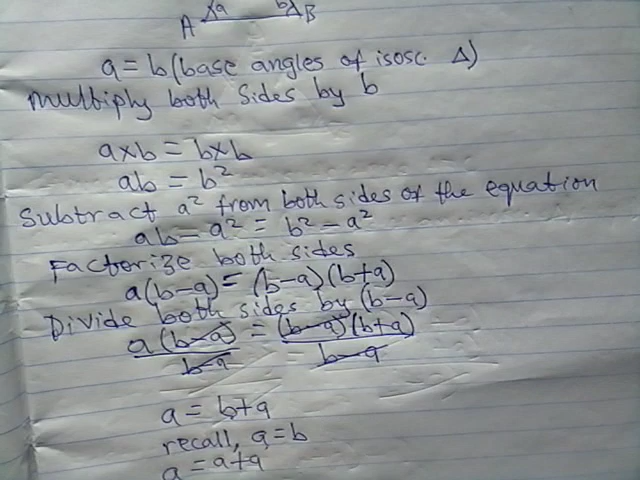 A a b B
a = b (base angles of isosc. Δ)
multiply both sides by b
a x b = b x b
ab = b²
Subtract a² from both sides of the equation
ab - a² = b² - a²
Factorize both sides
a(b-a) = (b-a)(b+a)
Divide both sides by (b-a)
a(b-a) = (b-a)(b+a)
b-a b-a
a = b+a
recall, a = b
a = a+a